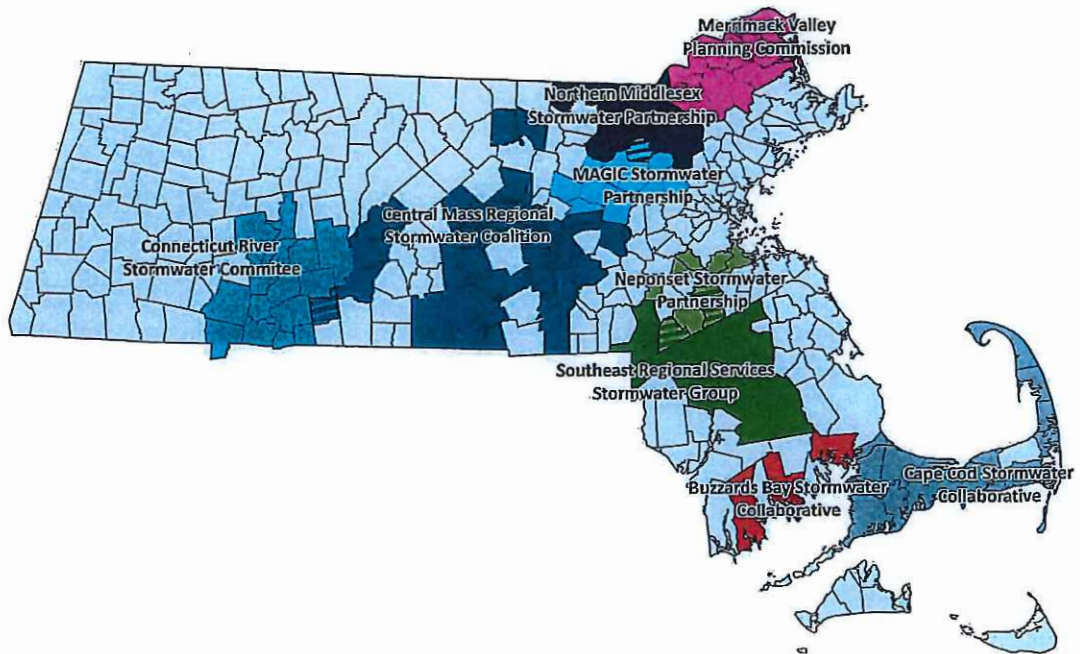 Merrimack Valley
Planning Commission
Northern Middlesex
Stormwater Partnership
MAGIC Stormwater
Partnership
Central Mass Regional
Stormwater Coalition
Connecticut River
Stormwater Commitee
Neponset Stormwater
Partnership
Southeast Regional Services
Stormwater Group
Buzzards Bay Stormwater
Collaborative
Cape Cod Stormwater
Collaborative